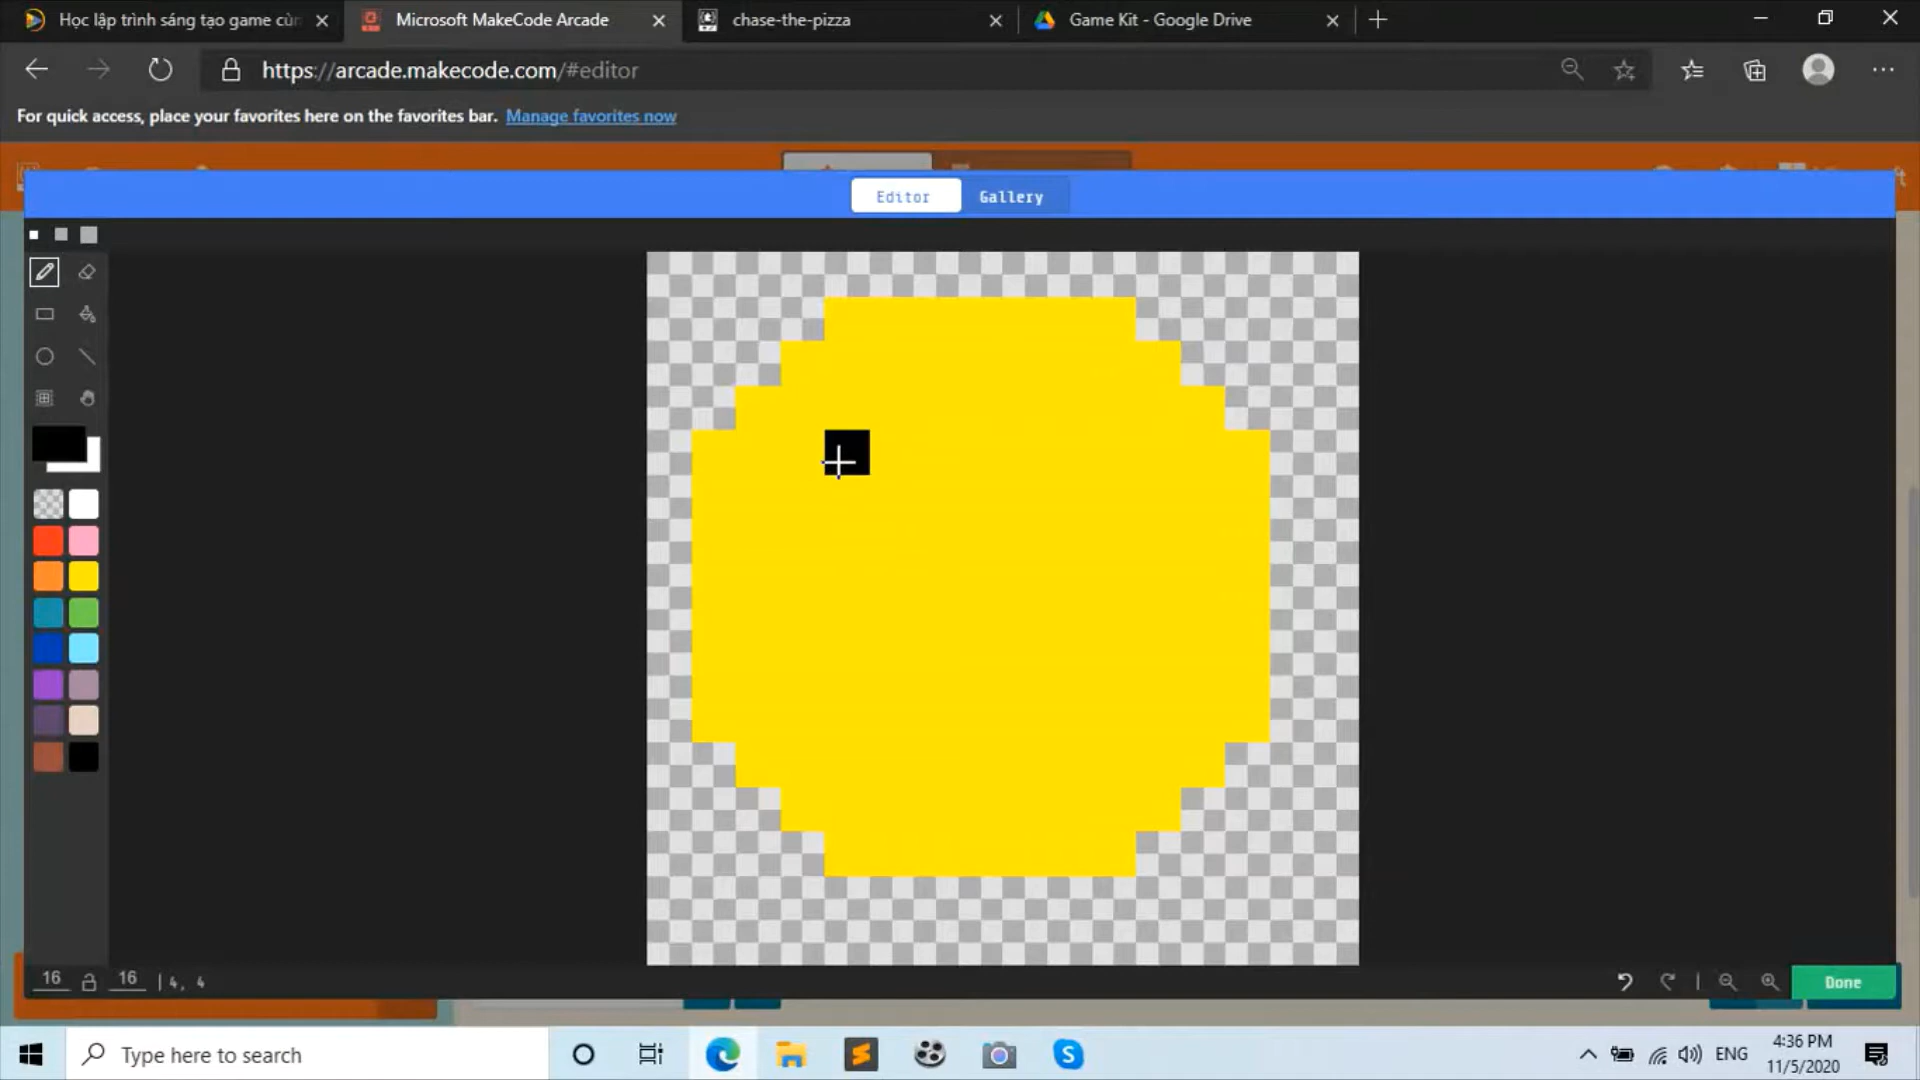 Học lập trình sáng tạo game cùn
Microsoft MakeCode Arcade
chase-the-pizza
Game Kit - Google Drive
https://arcade.makecode.com/#editor
For quick access, place your favorites here on the favorites bar. Manage favorites now
Editor
Gallery
16
16
4, 4
Done
Type here to search
ENG
4:36 PM
11/5/2020